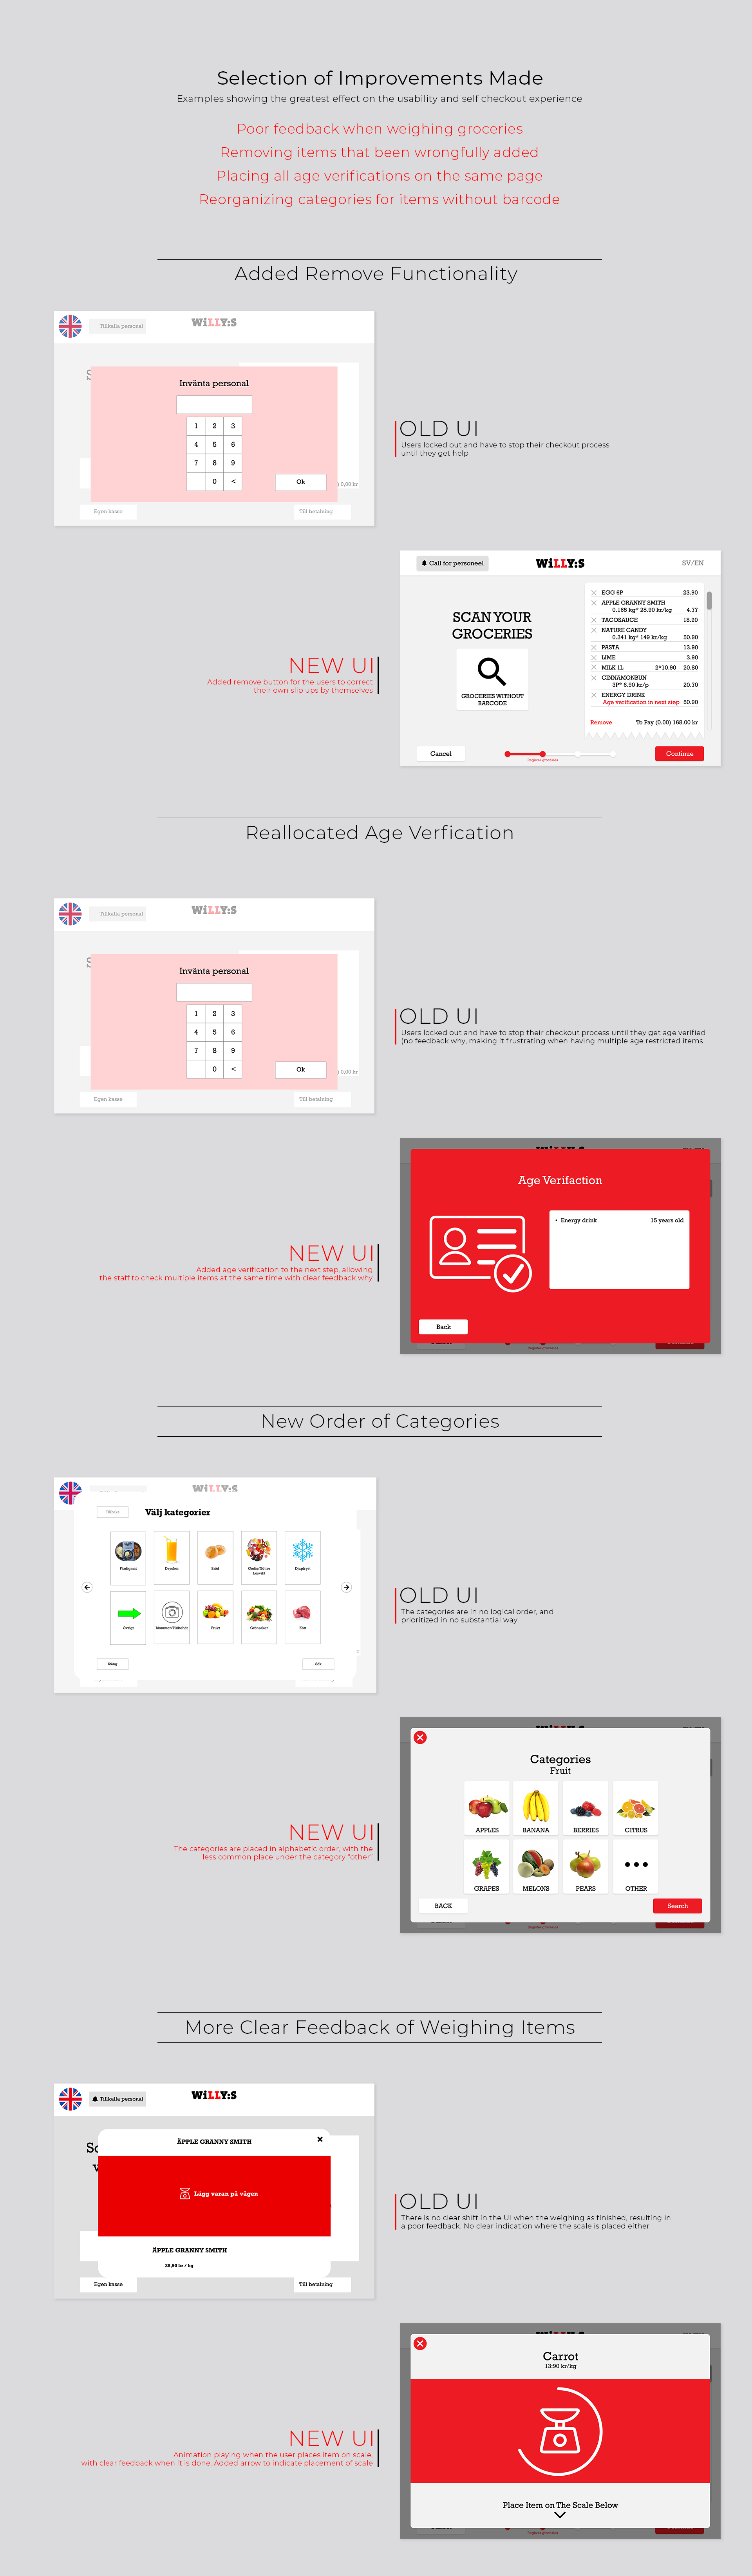 Selection of Improvements Made
Examples showing the greatest effect on the usability and self checkout experience
Poor feedback when weighing groceries
Removing items that been wrongfully added
Placing all age verifications on the same page
Reorganizing categories for items without barcode
Added Remove Functionality
Tillkalla personal
WiLLY:S
S
Invänta personal
1 2 3
4 5 6
7 8 9
0 <
Ok
) 0,00 kr
Egen kasse
Till betalning
OLD UI
Users locked out and have to stop their checkout process
until they get help
Call for personeel
WiLLY:S
SV/EN
SCAN YOUR
GROCERIES
GROCERIES WITHOUT
BARCODE
EGG 6P 23.90
APPLE GRANNY SMITH
0.165 kg* 28.90 kr/kg 4.77
TACOSAUCE 18.90
NATURE CANDY
0.341 kg* 149 kr/kg 50.90
PASTA 13.90
LIME 3.90
MILK 1L 2*10.90 20.80
CINNAMONBUN
3P* 6.90 kr/p 20.70
ENERGY DRINK
Age verification in next step 50.90
Remove
To Pay (0.00) 168.00 kr
Cancel
Register groceries
Continue
NEW UI
Added remove button for the users to correct
their own slip ups by themselves
Reallocated Age Verfication
Tillkalla personal
WiLLY:S
S
Invänta personal
1 2 3
4 5 6
7 8 9
0 <
Ok
) 0,00 kr
Egen kasse
Till betalning
OLD UI
Users locked out and have to stop their checkout process until they get age verified
(no feedback why, making it frustrating when having multiple age restricted items
Age Verifaction
• Energy drink 15 years old
Back
Register groceries
NEW UI
Added age verification to the next step, allowing
the staff to check multiple items at the same time with clear feedback why
New Order of Categories
WiLLY:S
Tillbaka
Välj kategorier
Färdigmat
Drycker
Bröd
Godis/Nötter
Lösvikt
Djupfryst
Övrigt
Blommor/Tillbehör
Frukt
Grönsaker
Kött
Stäng
Sök
OLD UI
The categories are in no logical order, and
prioritized in no substantial way
Categories
Fruit
APPLES
BANANA
BERRIES
CITRUS
GRAPES
MELONS
PEARS
OTHER
BACK
Search
Register groceries
NEW UI
The categories are placed in alphabetic order, with the
less common place under the category "other"
More Clear Feedback of Weighing Items
Tillkalla personal
WiLLY:S
Sc
v
ÄPPLE GRANNY SMITH
Lägg varan på vågen
ÄPPLE GRANNY SMITH
28,90 kr / kg
Egen kasse
Till betalning
OLD UI
There is no clear shift in the UI when the weighing as finished, resulting in
a poor feedback. No clear indication where the scale is placed either
Carrot
13:90 kr/kg
Place Item on The Scale Below
Register groceries
NEW UI
Animation playing when the user places item on scale,
with clear feedback when it is done. Added arrow to indicate placement of scale